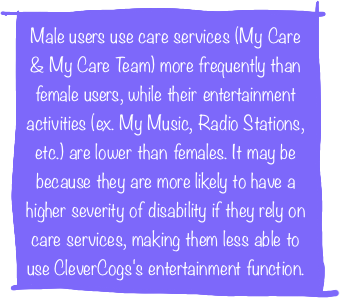 Male users use care services (My Care
& My Care Team) more frequently than
female users, while their entertainment
activities (ex. My Music, Radio Stations,
etc.) are lower than females. It may be
because they are more likely to have a
higher severity of disability if they rely on
care services, making them less able to
use CleverCogs's entertainment function.